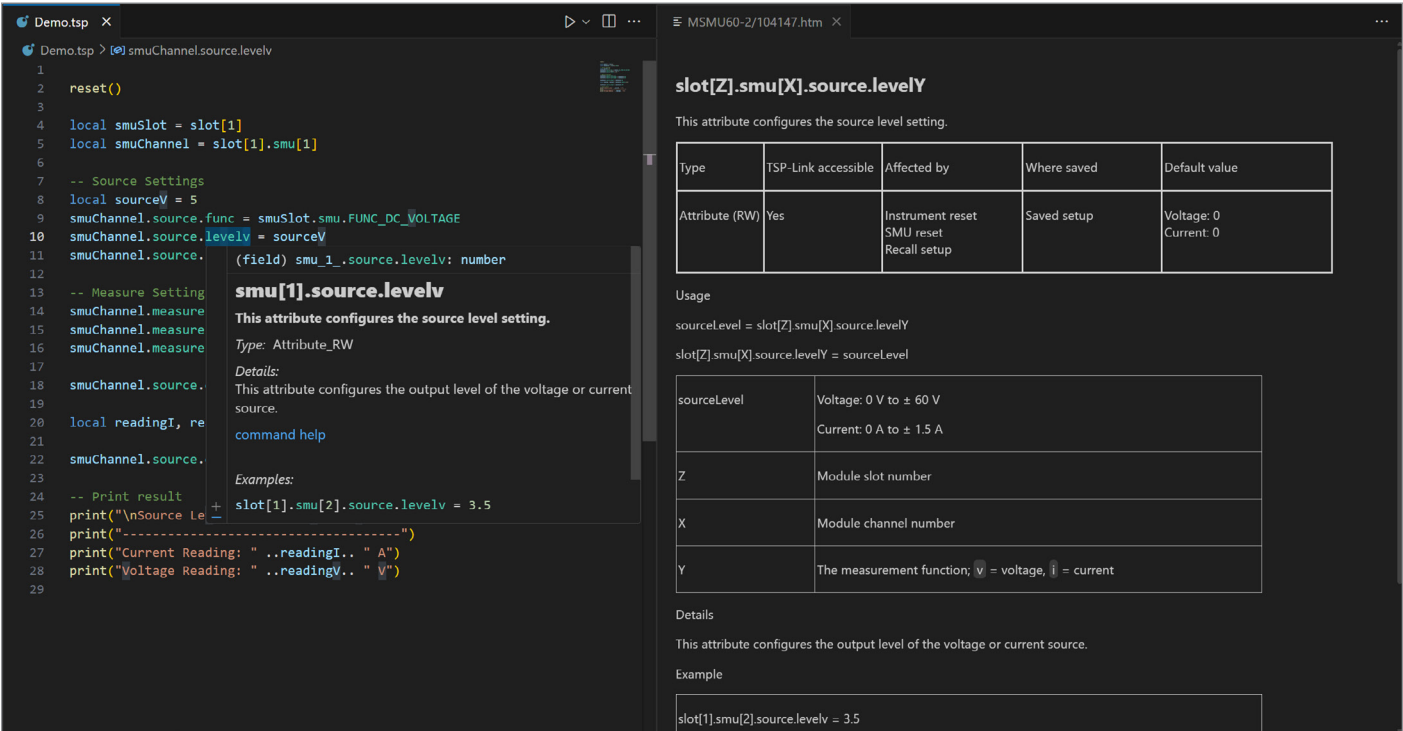 Demo.tsp
Demo.tsp > smuChannel.source.levelv
1
2 reset()
3
4 local smuSlot = slot[1]
5 local smuChannel = slot[1].smu[1]
6
7 -- Source Settings
8 local sourceV = 5
9 smuChannel.source.func = smuSlot.smu.FUNC_DC_VOLTAGE
10 smuChannel.source.levelv = sourceV
11 smuChannel.source.
12
13 -- Measure Setting
14 smuChannel.measure
15 smuChannel.measure
16 smuChannel.measure
17
18 smuChannel.source.
19
20 local readingI, re
21
22 smuChannel.source.
23
24 -- Print result
25 print("\nSource Le
26 print("-------------------------------------")
27 print("Current Reading: " ..readingI.. " A")
28 print("Voltage Reading: " ..readingV.. " V")
29
(field) smu_1_.source.levelv: number
smu[1].source.levelv
This attribute configures the source level setting.
Type: Attribute_RW
Details:
This attribute configures the output level of the voltage or current
source.
command help
Examples:
slot[1].smu[2].source.levelv = 3.5
MSMU60-2/104147.htm
slot[Z].smu[X].source.levelY
This attribute configures the source level setting.
Type TSP-Link accessible Affected by Where saved Default value
Attribute (RW) Yes Instrument reset Saved setup Voltage: 0
SMU reset Current: 0
Recall setup
Usage
sourceLevel = slot[Z].smu[X].source.levelY
slot[Z].smu[X].source.levelY = sourceLevel
sourceLevel Voltage: 0 V to ± 60 V
Current: 0 A to ± 1.5 A
Z Module slot number
X Module channel number
Y The measurement function; v = voltage, i = current
Details
This attribute configures the output level of the voltage or current source.
Example
slot[1].smu[2].source.levelv = 3.5